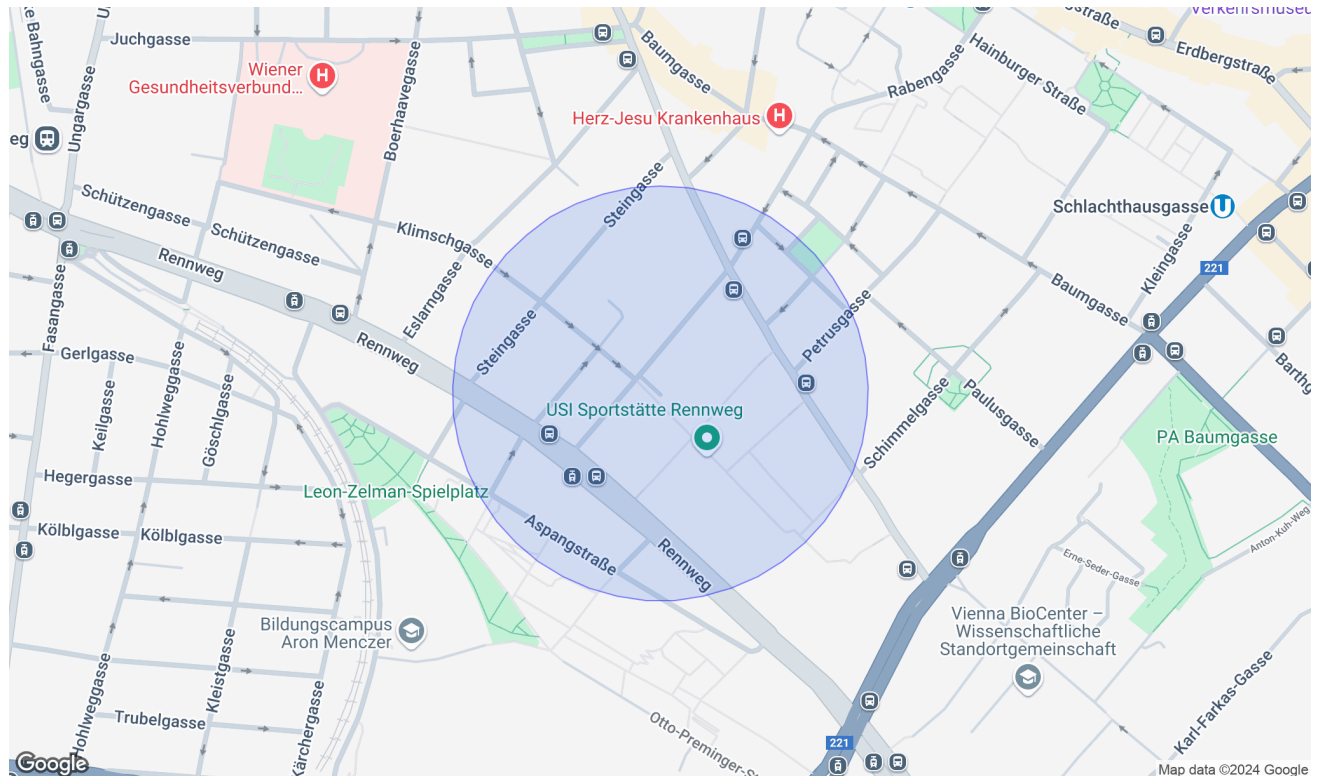 Juchgasse
Wiener
Gesundheitsverbund...
Baumgasse
Rabengasse
Hainburger-Straße
Erdbergstraße
Ungargasse
Boerhaavegasse
Herz-Jesu Krankenhaus
eg
Schützengasse
Schützengasse
Klimschgasse
Steingasse
Schlachthausgasse
Kleingasse
221
Rennweg
Eslarngasse
Baumgasse
Fasangasse
Rennweg
Steingasse
Petrusgasse
Gerlgasse
Keilgasse
Hohlweggasse
Göschlgasse
USI Sportstätte Rennweg
Schimmelgasse
Paulusgasse
PA Baumgasse
Hegergasse
Leon-Zelman-Spielplatz
Kölblgasse
Kölblgasse
Aspangstraße
Rennweg
Anton-Kuh-Weg
Erne-Seder-Gasse
Bildungscampus
Aron Menczer
Vienna BioCenter –
Wissenschaftliche
Standortgemeinschaft
Kleistgasse
Hohlweggasse
Trubelgasse
Kärchergasse
Karl-Farkas-Gasse
221
Google
Map data ©2024 Google